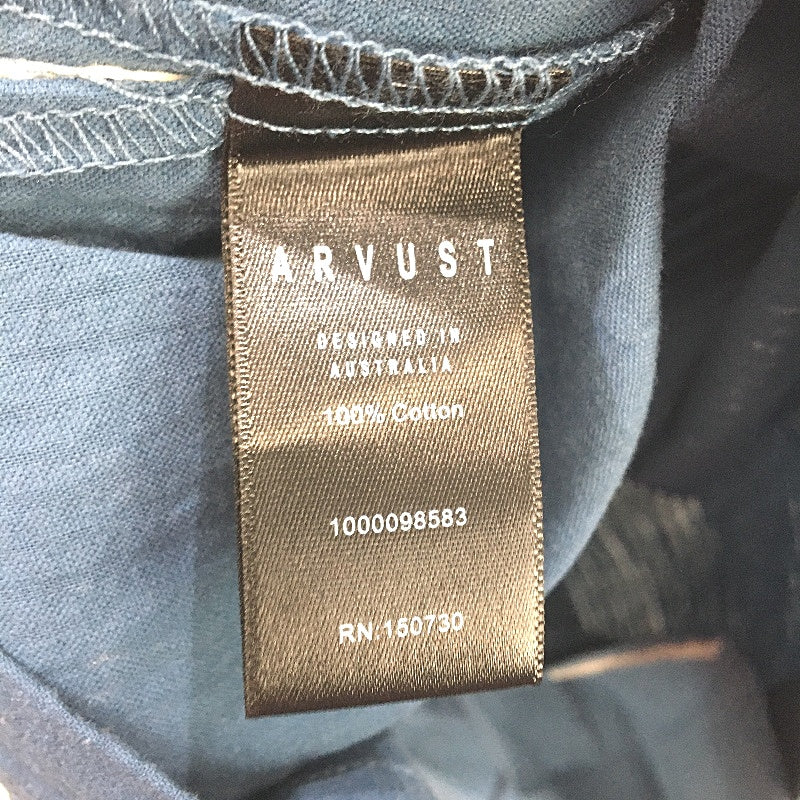 ARVUST
DESIGNED IN
AUSTRALIA
100% Cotton
1000098583
RN.150730